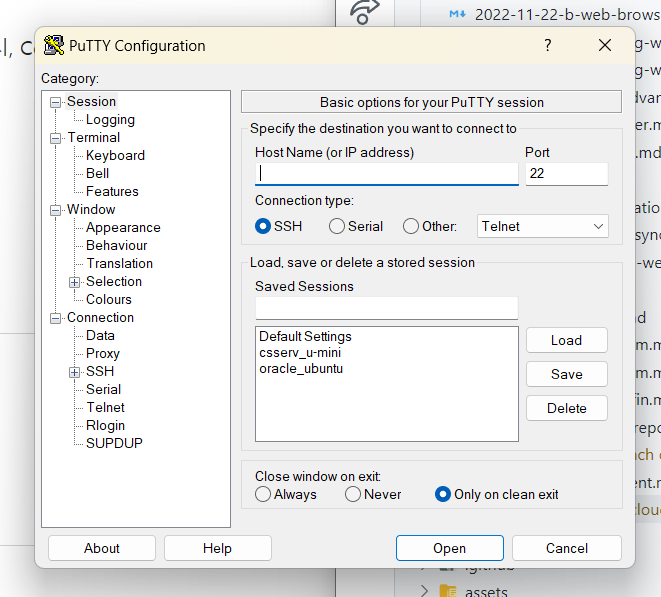 2022-11-22-b-web-brows
PuTTY Configuration
?
Category:
Session
Logging
Terminal
Keyboard
Bell
Features
Window
Appearance
Behaviour
Translation
Selection
Colours
Connection
Data
Proxy
SSH
Serial
Telnet
Rlogin
SUPDUP
Basic options for your PuTTY session
Specify the destination you want to connect to
Host Name (or IP address) Port
22
Connection type:
SSH Serial Other: Telnet
Load, save or delete a stored session
Saved Sessions
Default Settings
csserv_u-mini
oracle_ubuntu
Load
Save
Delete
Close window on exit:
Always Never Only on clean exit
About Help Open Cancel
assets